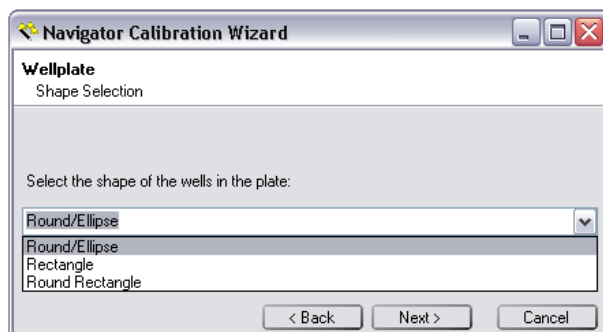 Navigator Calibration Wizard
Wellplate
Shape Selection
Select the shape of the wells in the plate:
Round/Ellipse
Round/Ellipse
Rectangle
Round Rectangle
< Back Next > Cancel